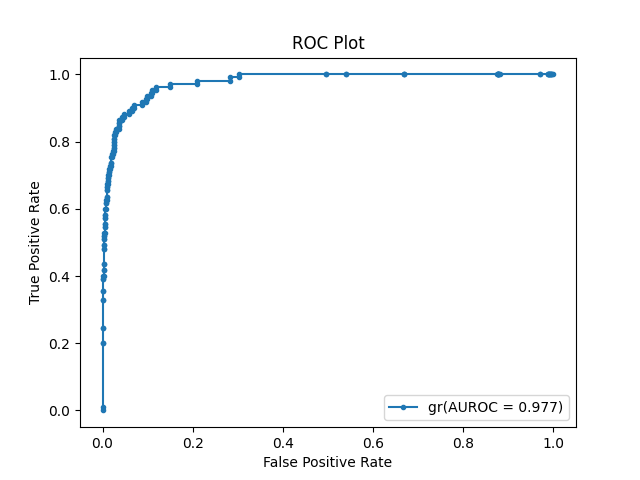 ROC Plot
True Positive Rate
1.0
0.8
0.6
0.4
0.2
0.0
gr(AUROC = 0.977)
0.0 0.2 0.4 0.6 0.8 1.0
False Positive Rate